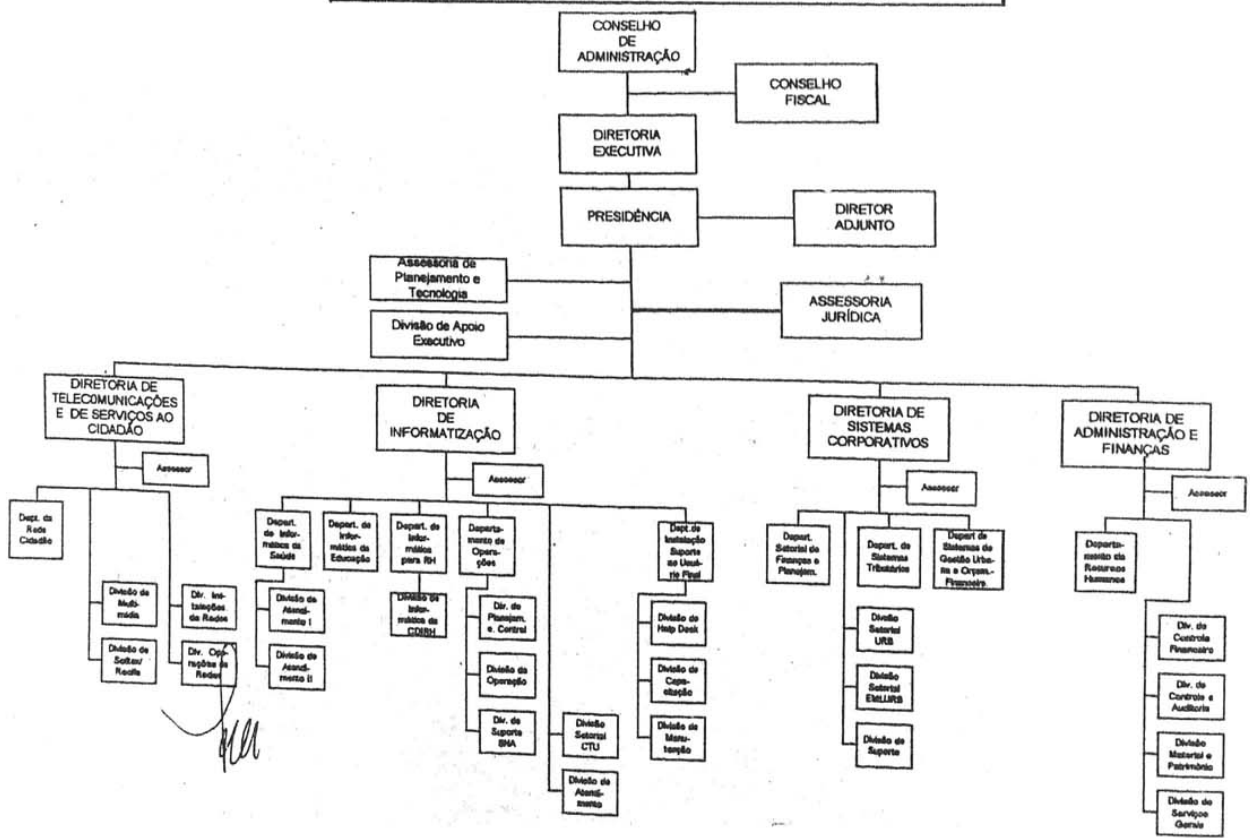 CONSELHO
DE
ADMINISTRAÇÃO
CONSELHO
FISCAL
DIRETORIA
EXECUTIVA
PRESIDÊNCIA
DIRETOR
ADJUNTO
Assessoria de
Planejamento e
Tecnologia
ASSESSORIA
JURÍDICA
Divisão de Apoio
Executivo
DIRETORIA DE
TELECOMUNICAÇÕES
E DE SERVIÇOS AO
CIDADÃO
DIRETORIA
DE
INFORMATIZAÇÃO
DIRETORIA DE
SISTEMAS
CORPORATIVOS
DIRETORIA DE
ADMINISTRAÇÃO E
FINANÇAS
Assessor
Assessor
Assessor
Assessor
Dept. da
Rede
Cidadão
Divisão de
Multi-
mídia
Divisão de
Softex/
Recife
Div. Ins-
talações
de Redes
Div. Ope-
rações de
Redes
Depart.
de Infor-
mática da
Saúde
Divisão de
Atendi-
mento I
Divisão de
Atendi-
mento II
Depart. de
Infor-
mática da
Educação
Depart. de
Infor-
mática
para RH
Divisão de
Infor-
mática da
CDIRH
Departa-
mento de
Opera-
ções
Div. de
Planejam.
e. Control
Divisão da
Operação
Div. de
Suporte
BNA
Divisão
Setorial
CTU
Divisão de
Atendi-
mento
Dept.de
Instalação
Suporte
ao Usuá-
rio Final
Divisão de
Help Desk
Divisão de
Capa-
citação
Divisão de
Manu-
tenção
Depart.
Setorial de
Finanças e
Planejam.
Divisão
Setorial
URB
Divisão
Setorial
EMLURB
Divisão de
Suporte
Depart. de
Sistemas
Tributários
Depart de
Sistemas de
Gestão Urba-
na e Orçam.-
Financeiro.
Departa-
mento de
Recursos
Humanos
Div. de
Controle
Financeiro
Div. de
Controle e
Auditoria
Divisão
Material e
Patrimônio
Divisão de
Serviços
Gerais